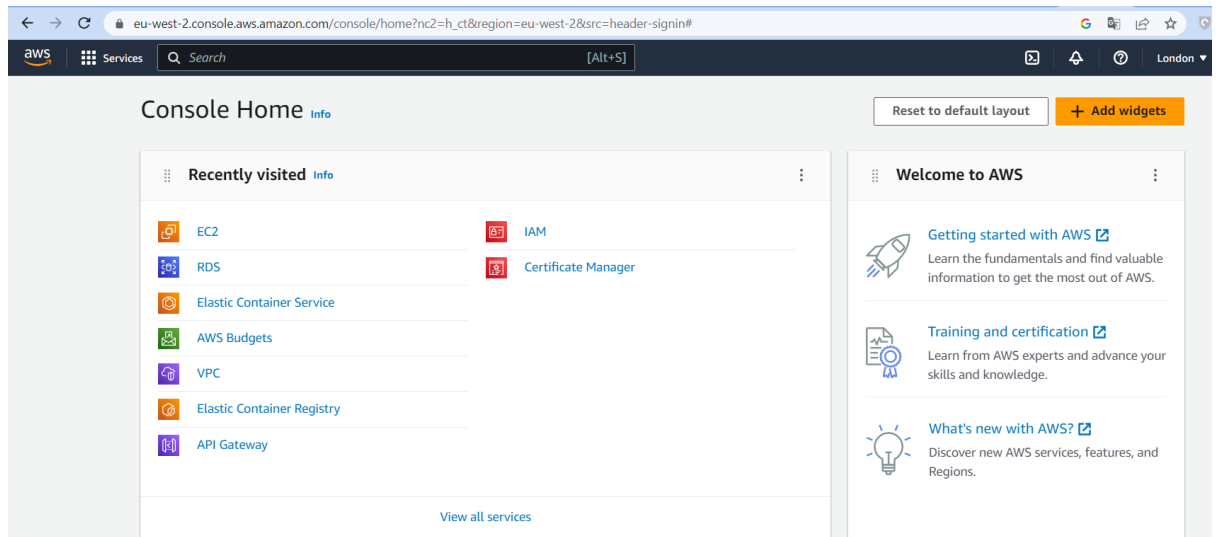 eu-west-2.console.aws.amazon.com/console/home?nc2=h_ct&region=eu-west-2&src=header-signin#
aws Services Search [Alt+S] London
Console Home Info Reset to default layout + Add widgets
Recently visited Info
EC2
RDS
Elastic Container Service
AWS Budgets
VPC
Elastic Container Registry
API Gateway
IAM
Certificate Manager
View all services
Welcome to AWS
Getting started with AWS
Learn the fundamentals and find valuable
information to get the most out of AWS.
Training and certification
Learn from AWS experts and advance your
skills and knowledge.
What's new with AWS?
Discover new AWS services, features, and
Regions.